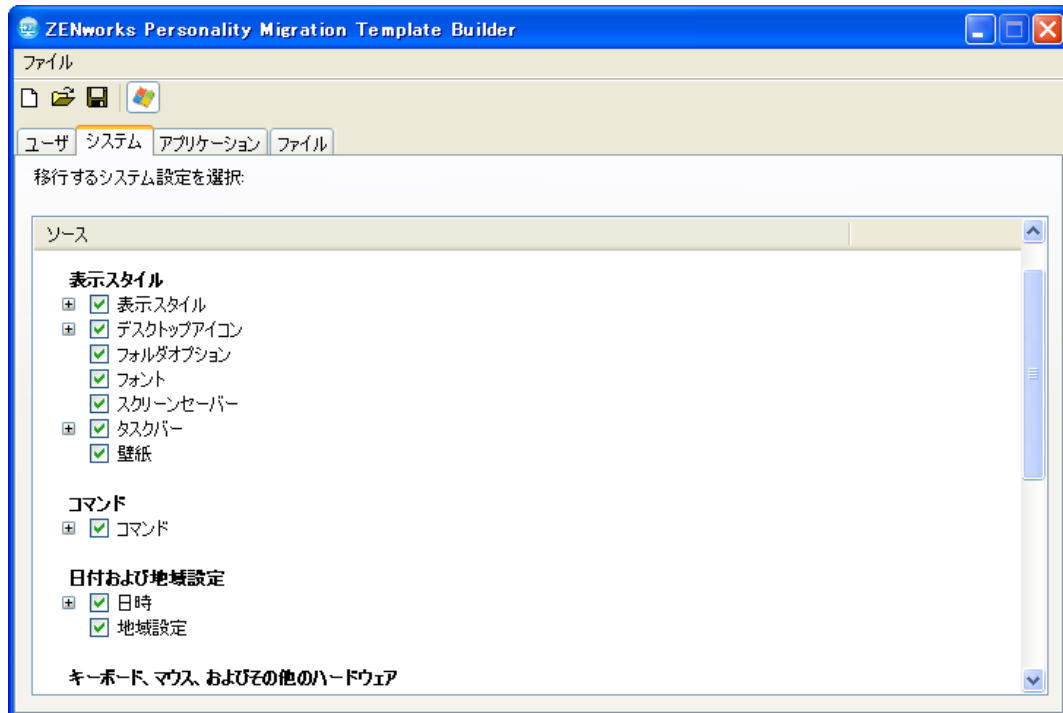 ZENworks Personality Migration Template Builder
ファイル
ユーザ システム アプリケーション ファイル
移行するシステム設定を選択:
ソース
表示スタイル
表示スタイル
デスクトップアイコン
フォルダオプション
フォント
スクリーンセーバー
タスクバー
壁紙
コマンド
コマンド
日付および地域設定
日時
地域設定
キーボード、マウス、およびその他のハードウェア